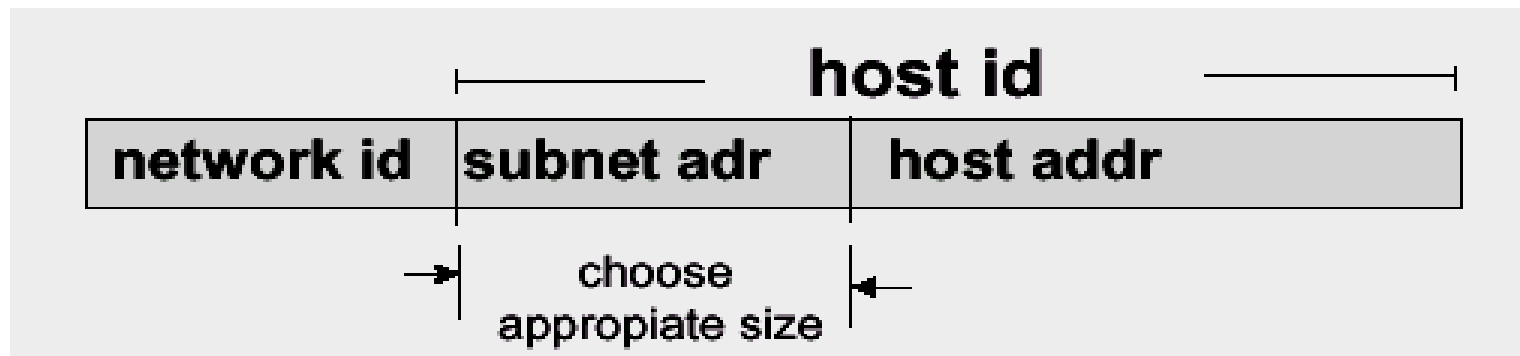 host id
network id subnet adr host addr
choose
appropiate size